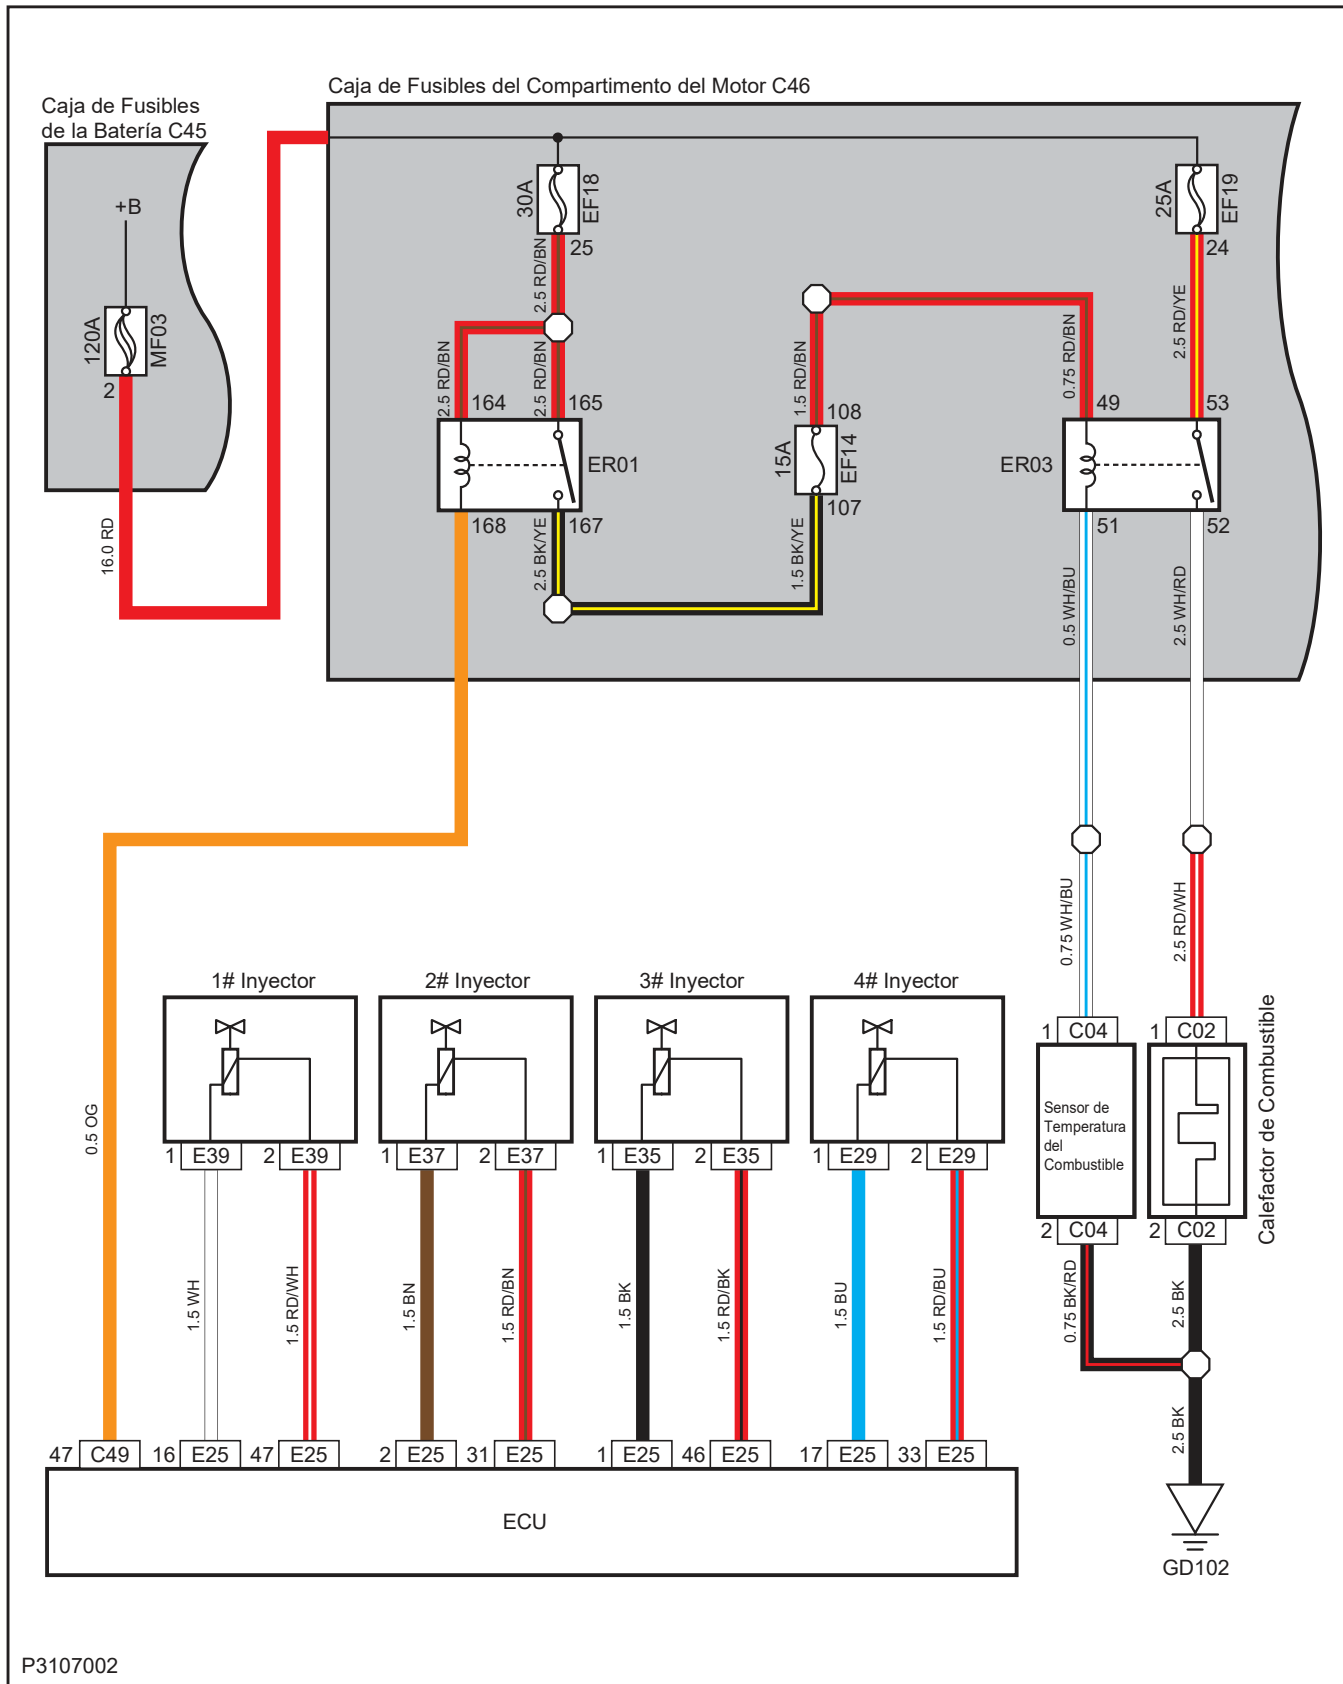 Caja de Fusibles del Compartimento del Motor C46
Caja de Fusibles
de la Batería C45
+B
120A
MF03
2
16.0 RD
30A
EF18
25
2.5 RD/BN
2.5 RD/BN
2.5 RD/BN
164
165
ER01
168
167
2.5 BK/YE
1.5 RD/BN
108
15A
EF14
107
1.5 BK/YE
25A
EF19
24
0.75 RD/BN
2.5 RD/YE
49
53
ER03
51
52
0.5 WH/BU
2.5 WH/RD
0.75 WH/BU
2.5 RD/WH
0.5 OG
1# Inyector
2# Inyector
3# Inyector
4# Inyector
1 E39
2 E39
1 E37
2 E37
1 E35
2 E35
1 E29
2 E29
1 C04
1 C02
Sensor de
Temperatura
del
Combustible
Calefactor de Combustible
2 C04
2 C02
1.5 WH
1.5 RD/WH
1.5 BN
1.5 RD/BN
1.5 BK
1.5 RD/BK
1.5 BU
1.5 RD/BU
0.75 BK/RD
2.5 BK
2.5 BK
47 C49
16 E25
47 E25
2 E25
31 E25
1 E25
46 E25
17 E25
33 E25
ECU
GD102
P3107002